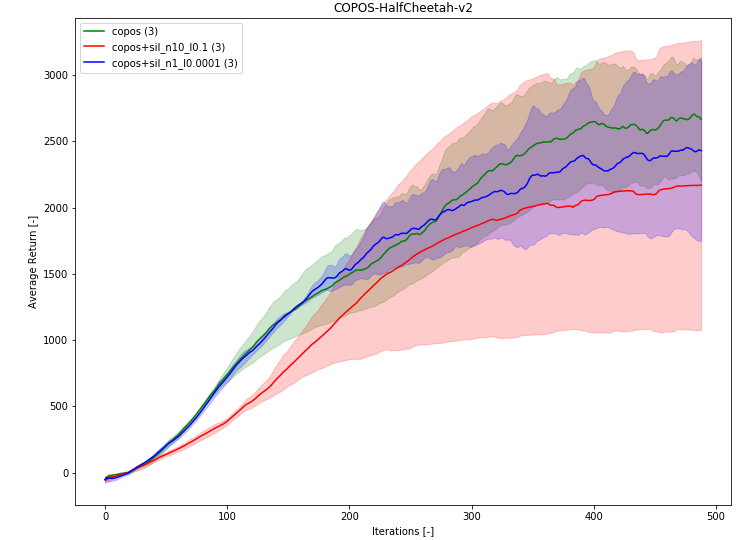 COPOS-HalfCheetah-v2
copos (3)
copos+sil_n10_l0.1 (3)
copos+sil_n1_l0.0001 (3)
Average Return [-]
3000
2500
2000
1500
1000
500
0
0 100 200 300 400 500
Iterations [-]